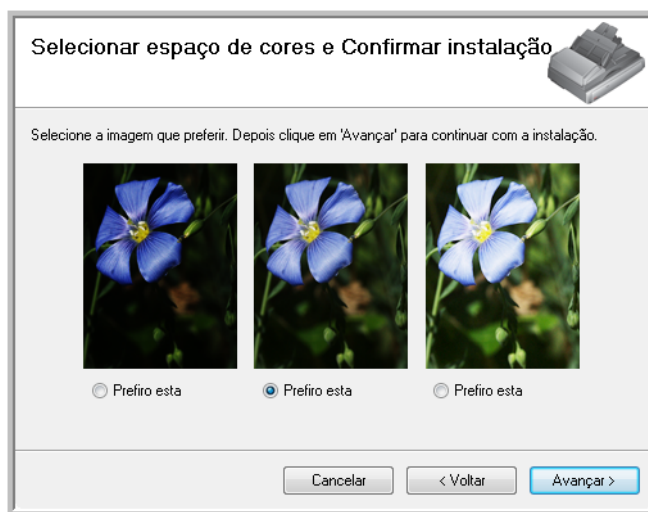 Selecionar espaço de cores e Confirmar instalação
Selecione a imagem que preferir. Depois clique em 'Avançar' para continuar com a instalação.
Prefiro esta Prefiro esta Prefiro esta
Cancelar < Voltar Avançar >